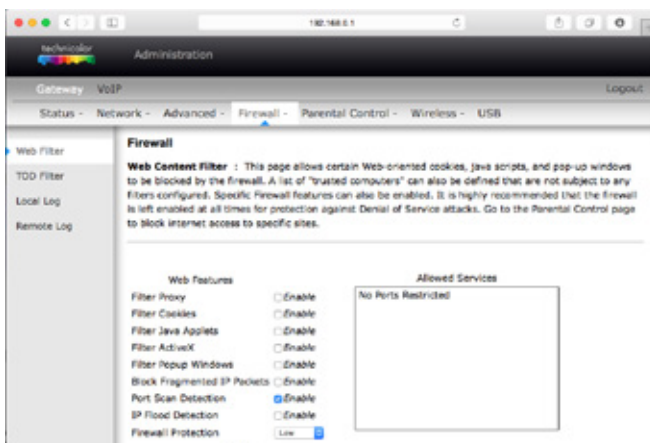 192.168.0.1
technicolor
Administration
Gateway VoIP Logout
Status - Network - Advanced - Firewall - Parental Control - Wireless - USB
Web Filter
TOD Filter
Local Log
Remote Log
Firewall
Web Content Filter : This page allows certain Web-oriented cookies, java scripts, and pop-up windows
to be blocked by the firewall. A list of "trusted computers" can also be defined that are not subject to any
filters configured. Specific Firewall features can also be enabled. It is highly recommended that the firewall
is left enabled at all times for protection against Denial of Service attacks. Go to the Parental Control page
to block internet access to specific sites.
Web Features
Filter Proxy Enable
Filter Cookies Enable
Filter Java Applets Enable
Filter ActiveX Enable
Filter Popup Windows Enable
Block Fragmented IP Packets Enable
Port Scan Detection Enable
IP Flood Detection Enable
Firewall Protection Low
Allowed Services
No Ports Restricted